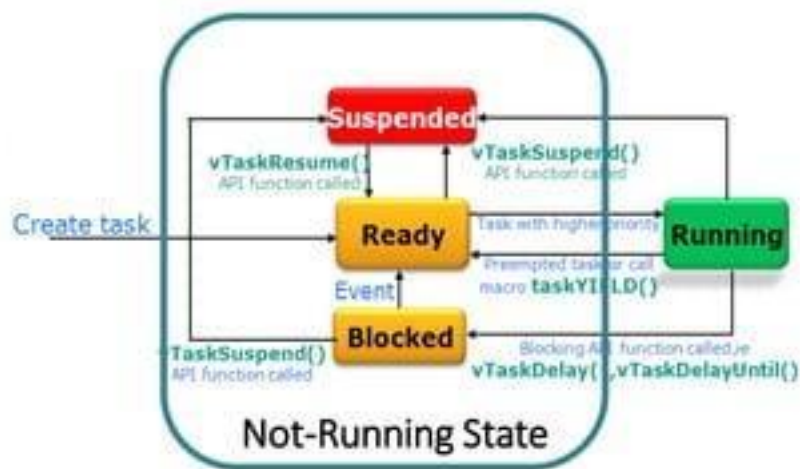 Suspended
vTaskResume()
API function called
vTaskSuspend()
API function called
Create task
Ready
Task with higher priority
Running
Preempted task or call
macro taskYIELD()
Event
Blocked
vTaskSuspend()
API function called
Blocking API function called,ie
vTaskDelay(),vTaskDelayUntil()
Not-Running State